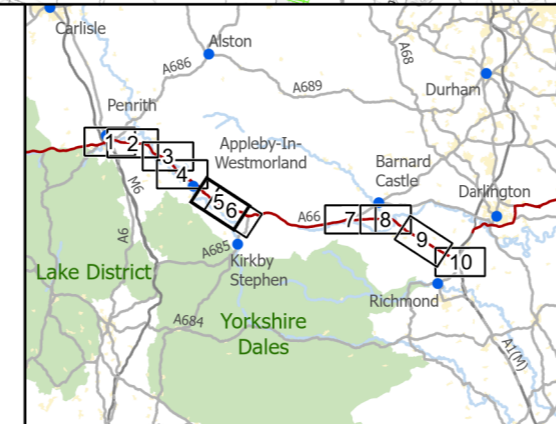 Carlisle
Alston
A686
A689
A68
Durham
Penrith
1
2
3
4
Appleby-In-
Westmorland
Barnard
Castle
Darlington
M6
A6
5
6
A66
7
8
9
10
A685
Kirkby
Stephen
Lake District
Richmond
A684
Yorkshire
Dales
A1(M)